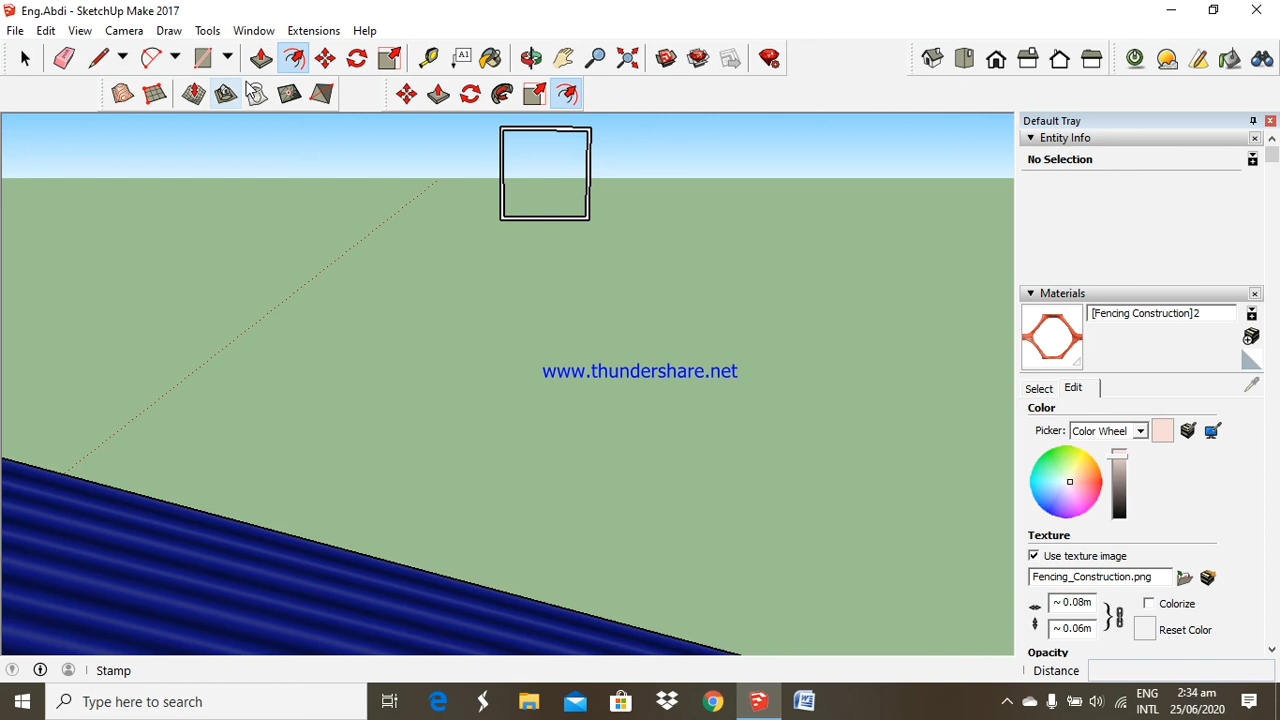 Eng.Abdi - SketchUp Make 2017
File Edit View Camera Draw Tools Window Extensions Help
A1
Default Tray
Entity Info
No Selection
Materials
[Fencing Construction]2
www.thundershare.net
Select Edit
Color
Picker: Color Wheel
Texture
Use texture image
Fencing_Construction.png
~ 0.08m Colorize
~ 0.06m Reset Color
Opacity
Stamp
Distance
Type here to search
ENG 2:34 am
INTL 25/06/2020